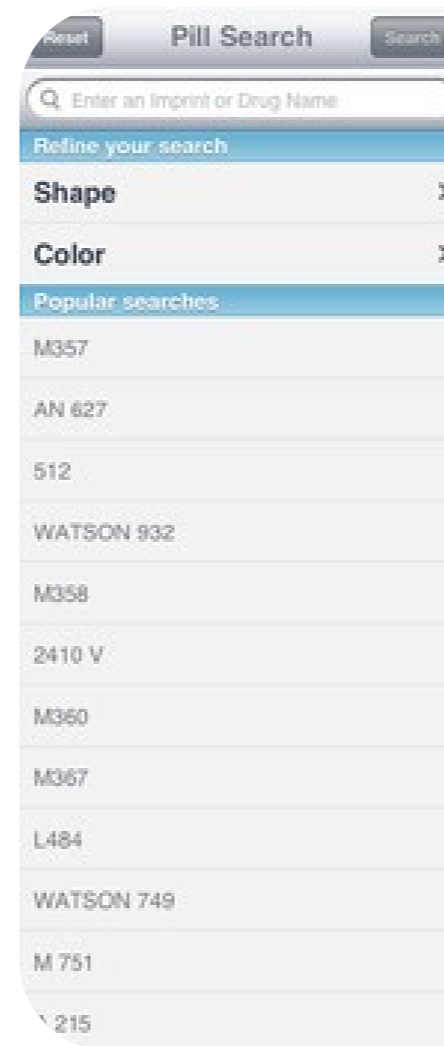 Reset Pill Search Search
Enter an Imprint or Drug Name
Refine your search
Shape
Color
Popular searches
M357
AN 627
512
WATSON 932
M358
2410 V
M360
M367
L484
WATSON 749
M 751
215